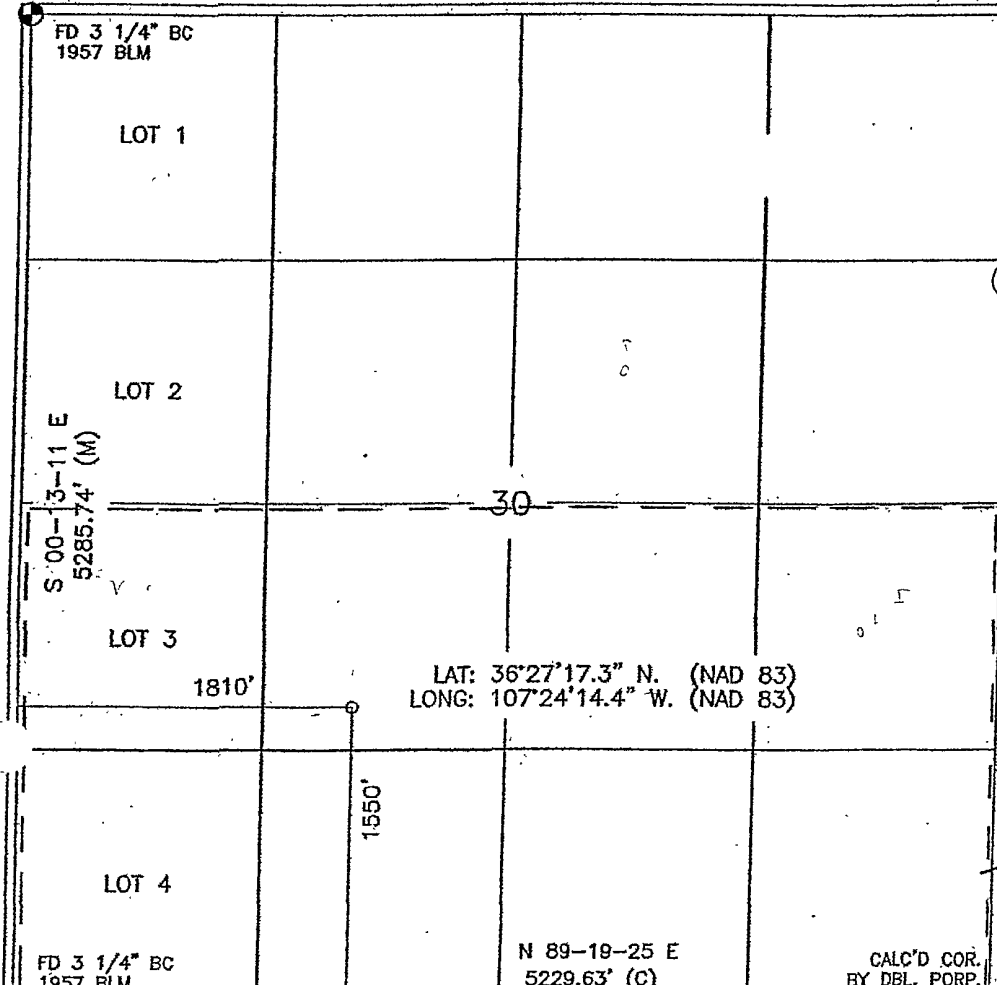 FD 3 1/4" BC
1957 BLM
LOT 1
LOT 2
S 00-13-11 E
5285.74' (M)
30
LOT 3
1810'
LAT: 36°27'17.3" N. (NAD 83)
LONG: 107°24'14.4" W. (NAD 83)
1550'
LOT 4
FD 3 1/4" BC
1957 BLM
N 89-19-25 E
5229.63' (C)
CALC'D COR.
BY DBL. PORP.